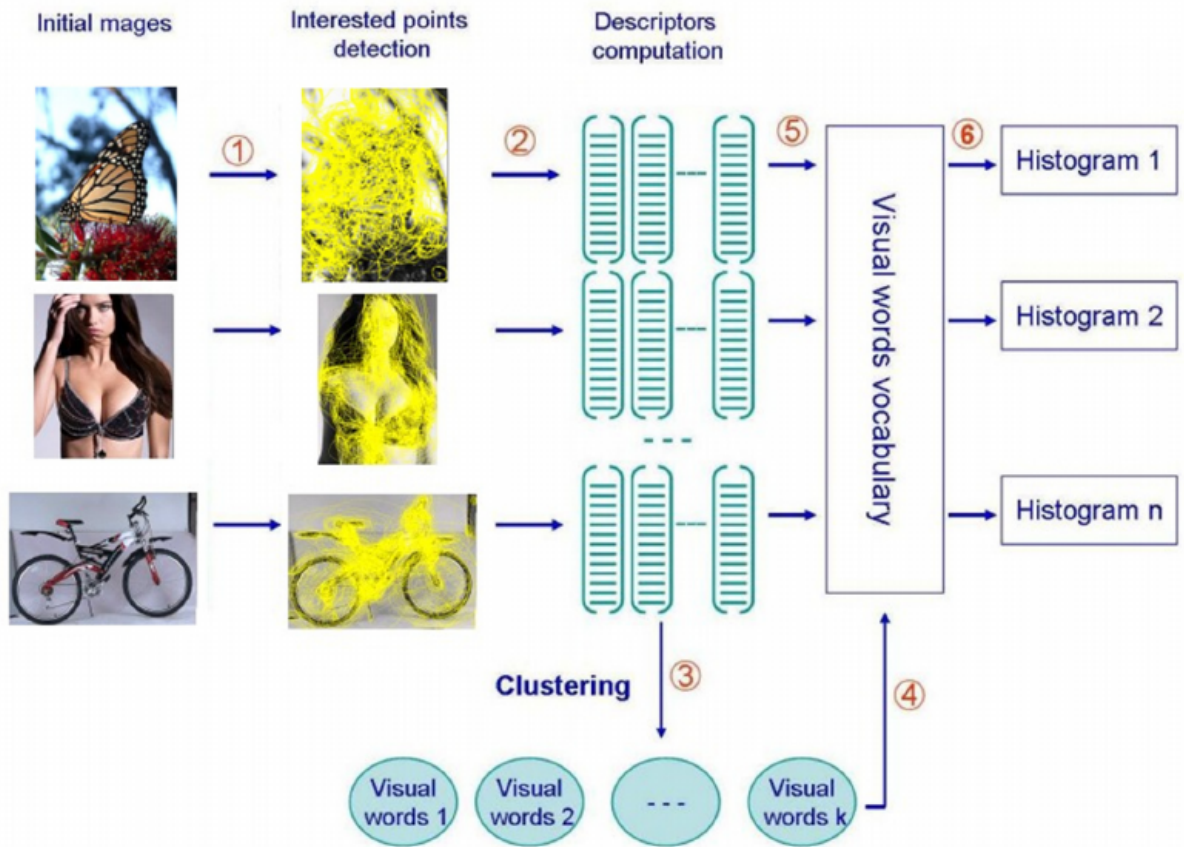 Initial mages
Interested points
detection
Descriptors
computation
①
②
⑤
⑥
Histogram 1
Histogram 2
Histogram n
Visual words vocabulary
- - -
Clustering
③
④
Visual
words 1
Visual
words 2
- - -
Visual
words k